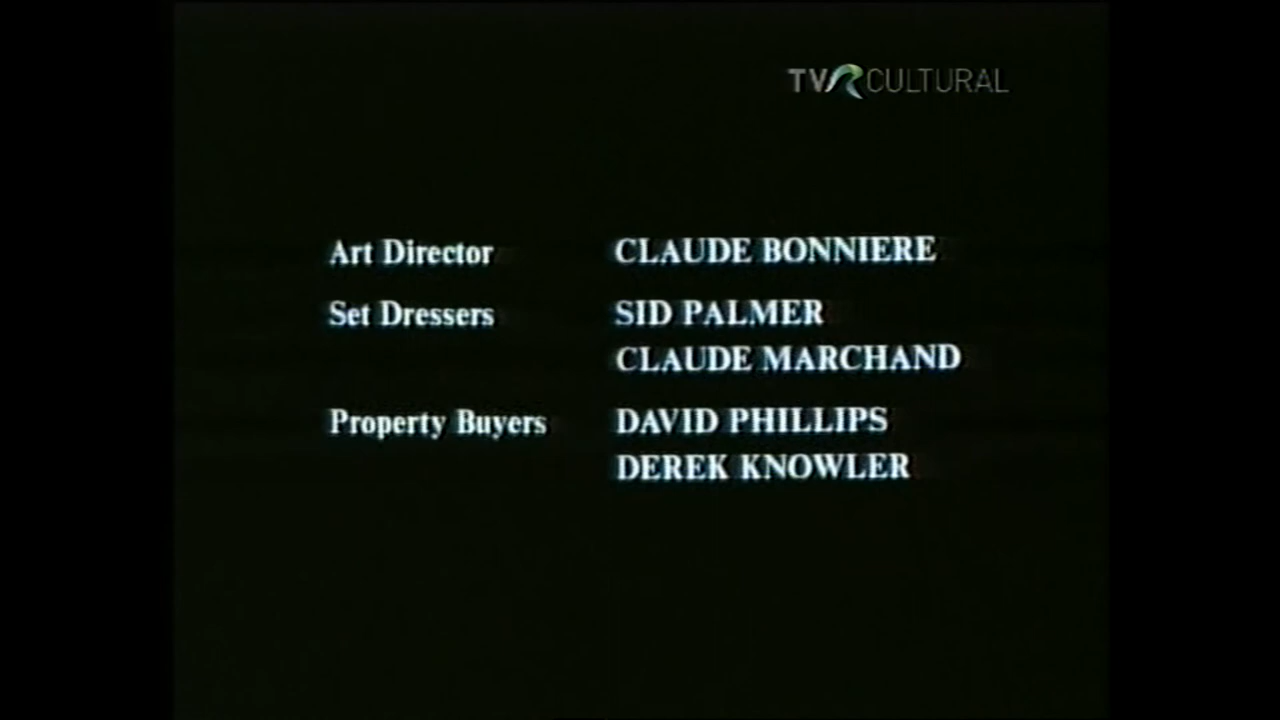 TVR CULTURAL
Art Director CLAUDE BONNIERE
Set Dressers SID PALMER
CLAUDE MARCHAND
Property Buyers DAVID PHILLIPS
DEREK KNOWLER